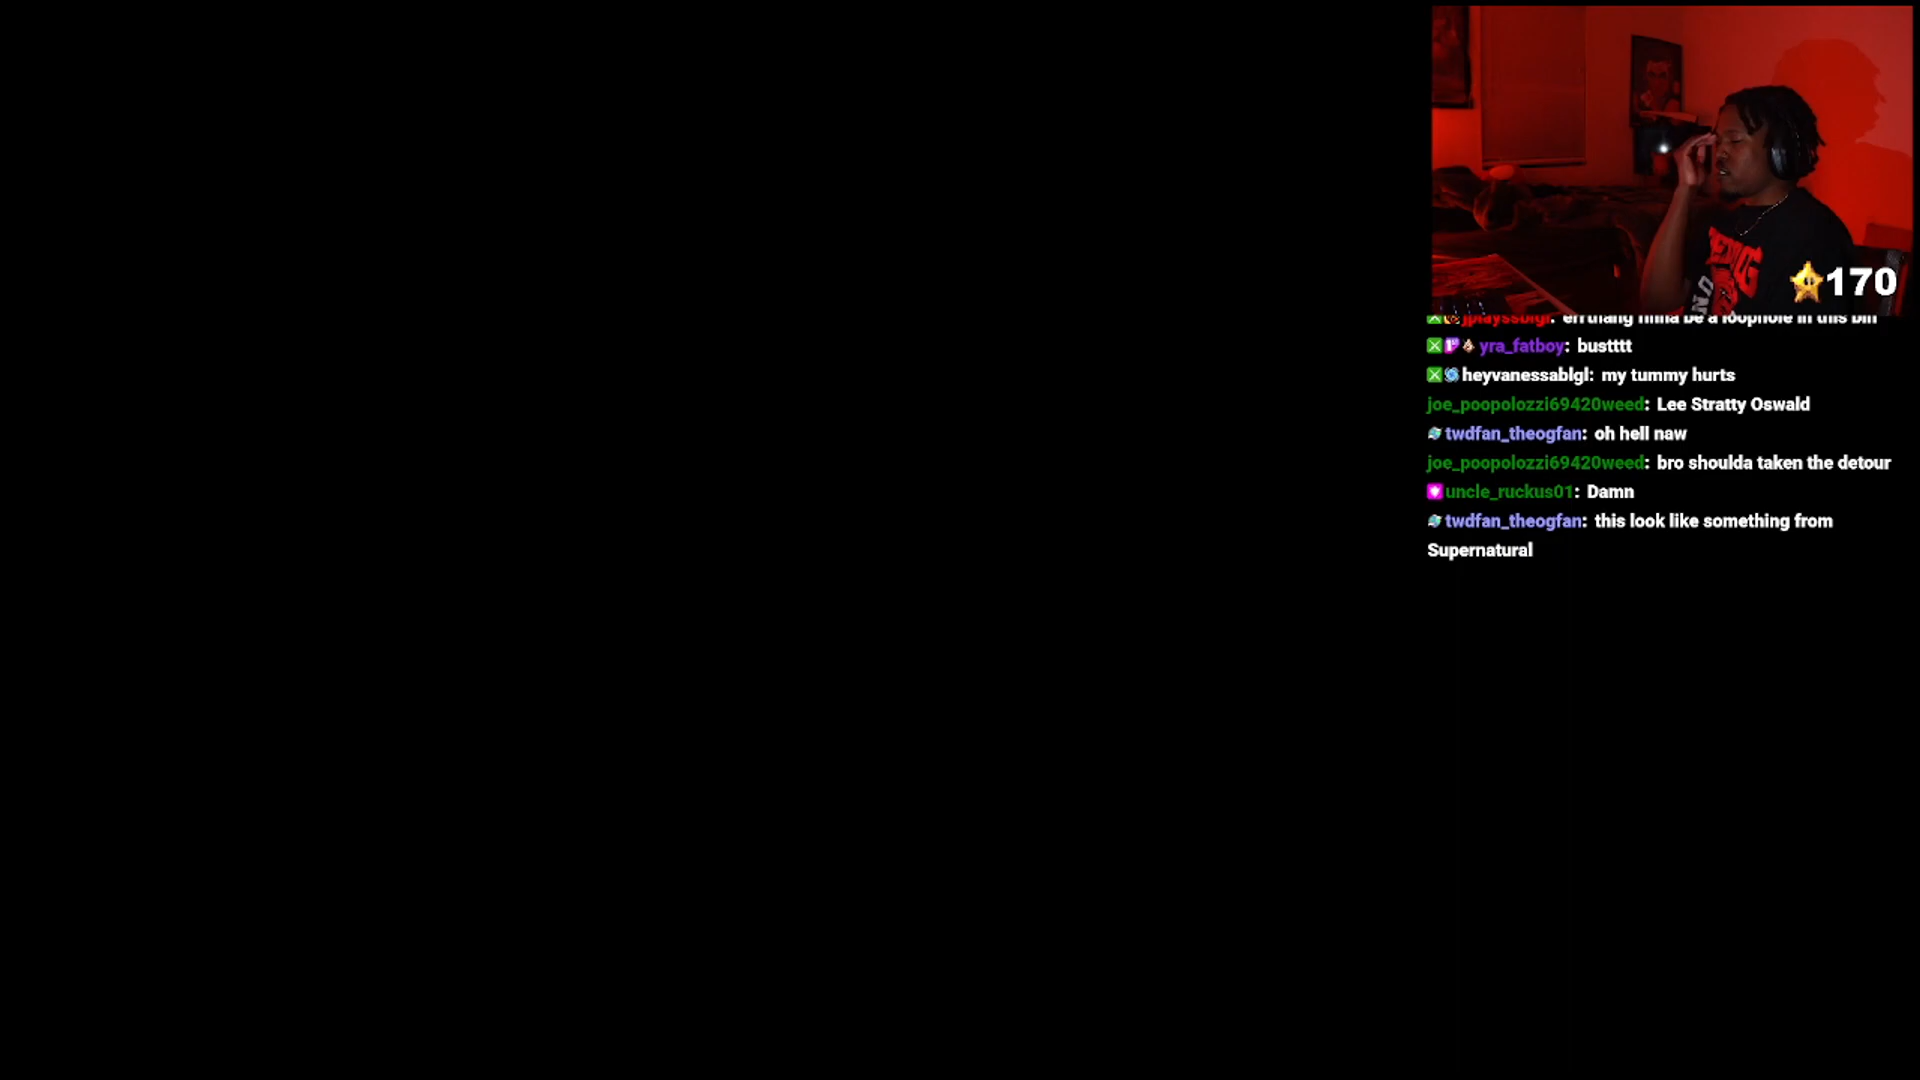 170
yra_fatboy: bustttt
heyvanessablgl: my tummy hurts
joe_poopolozzi69420weed: Lee Stratty Oswald
twdfan_theogfan: oh hell naw
joe_poopolozzi69420weed: bro shoulda taken the detour
uncle_ruckus01: Damn
twdfan_theogfan: this look like something from
Supernatural